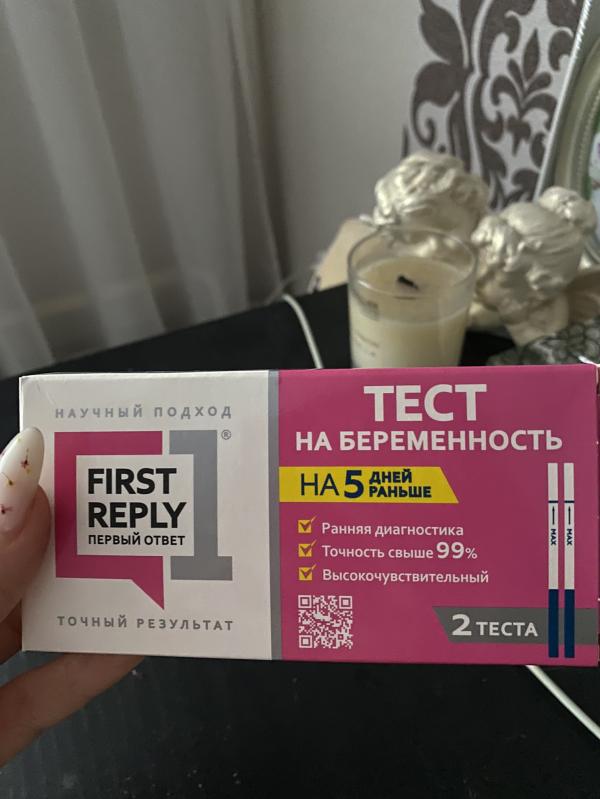 НАУЧНЫЙ ПОДХОД
1®
FIRST
REPLY
ПЕРВЫЙ ОТВЕТ
ТОЧНЫЙ РЕЗУЛЬТАТ
ТЕСТ
НА БЕРЕМЕННОСТЬ
НА 5 ДНЕЙ
РАНЬШЕ
Ранняя диагностика
Точность свыше 99%
Высокочувствительный
MAX
MAX
2 ТЕСТА